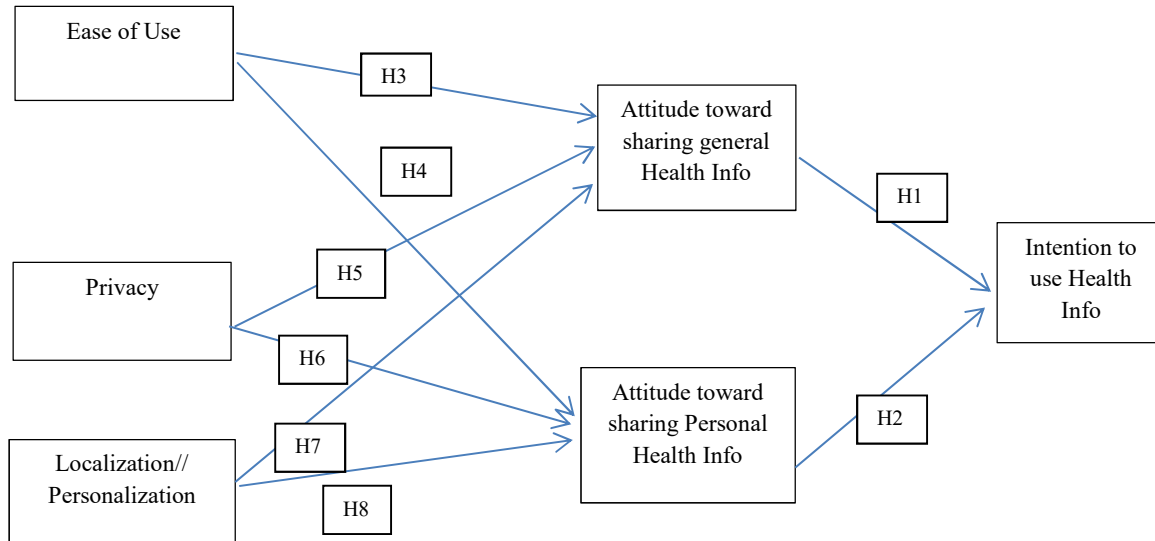 Ease of Use
H3
Attitude toward
sharing general
Health Info
H4
H1
Intention to
use Health
Info
Privacy
H5
H6
Attitude toward
sharing Personal
Health Info
H2
Localization//
Personalization
H7
H8